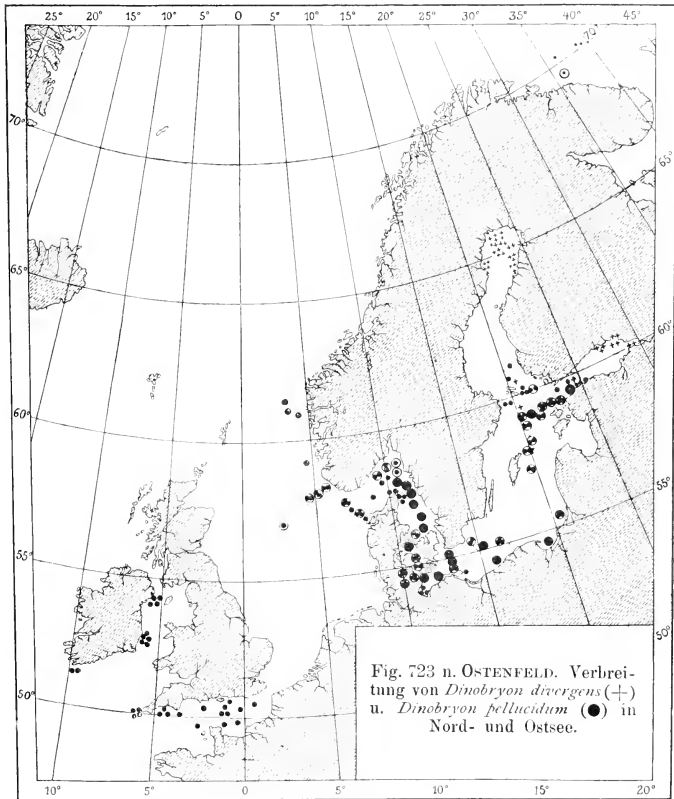 25° 20° 15° 10° 5° 0 5° 10° 15° 20° 25° 30° 35° 40° 45°
70°
70°
65°
65°
60°
60°
55°
55°
50°
50°
Fig. 723 n. OSTENFELD. Verbrei-
tung von Dinobryon divergens (+)
u. Dinobryon pellucidum (●) in
Nord- und Ostsee.
10° 5° 0° 5° 10° 15° 20°